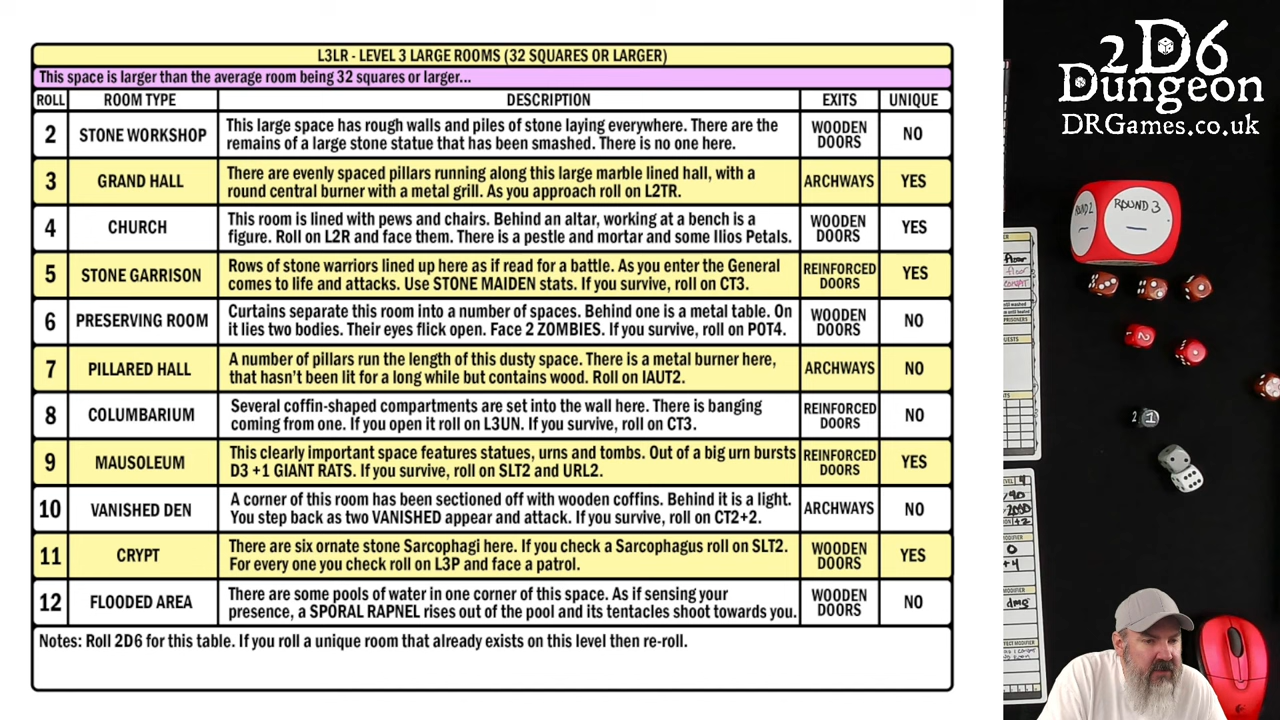 L3LR - LEVEL 3 LARGE ROOMS (32 SQUARES OR LARGER)
This space is larger than the average room being 32 squares or larger...
ROLL ROOM TYPE DESCRIPTION EXITS UNIQUE
2 STONE WORKSHOP This large space has rough walls and piles of stone laying everywhere. There are the
remains of a large stone statue that has been smashed. There is no one here. WOODEN DOORS NO
3 GRAND HALL There are evenly spaced pillars running along this large marble lined hall, with a
round central burner with a metal grill. As you approach roll on L2TR. ARCHWAYS YES
4 CHURCH This room is lined with pews and chairs. Behind an altar, working at a bench is a
figure. Roll on L2R and face them. There is a pestle and mortar and some Ilios Petals. WOODEN DOORS YES
5 STONE GARRISON Rows of stone warriors lined up here as if read for a battle. As you enter the General
comes to life and attacks. Use STONE MAIDEN stats. If you survive, roll on CT3. REINFORCED DOORS YES
6 PRESERVING ROOM Curtains separate this room into a number of spaces. Behind one is a metal table. On
it lies two bodies. Their eyes flick open. Face 2 ZOMBIES. If you survive, roll on POT4. WOODEN DOORS NO
7 PILLARED HALL A number of pillars run the length of this dusty space. There is a metal burner here,
that hasn't been lit for a long while but contains wood. Roll on IAUT2. ARCHWAYS NO
8 COLUMBARIUM Several coffin-shaped compartments are set into the wall here. There is banging
coming from one. If you open it roll on L3UN. If you survive, roll on CT3. REINFORCED DOORS NO
9 MAUSOLEUM This clearly important space features statues, urns and tombs. Out of a big urn bursts
D3 +1 GIANT RATS. If you survive, roll on SLT2 and URL2. REINFORCED DOORS YES
10 VANISHED DEN A corner of this room has been sectioned off with wooden coffins. Behind it is a light.
You step back as two VANISHED appear and attack. If you survive, roll on CT2+2. ARCHWAYS NO
11 CRYPT There are six ornate stone Sarcophagi here. If you check a Sarcophagus roll on SLT2.
For every one you check roll on L3P and face a patrol. WOODEN DOORS YES
12 FLOODED AREA There are some pools of water in one corner of this space. As if sensing your
presence, a SPORAL RAPNEL rises out of the pool and its tentacles shoot towards you. WOODEN DOORS NO
Notes: Roll 2D6 for this table. If you roll a unique room that already exists on this level then re-roll.
2D6
Dungeon
DRGames.co.uk
ROUND 3